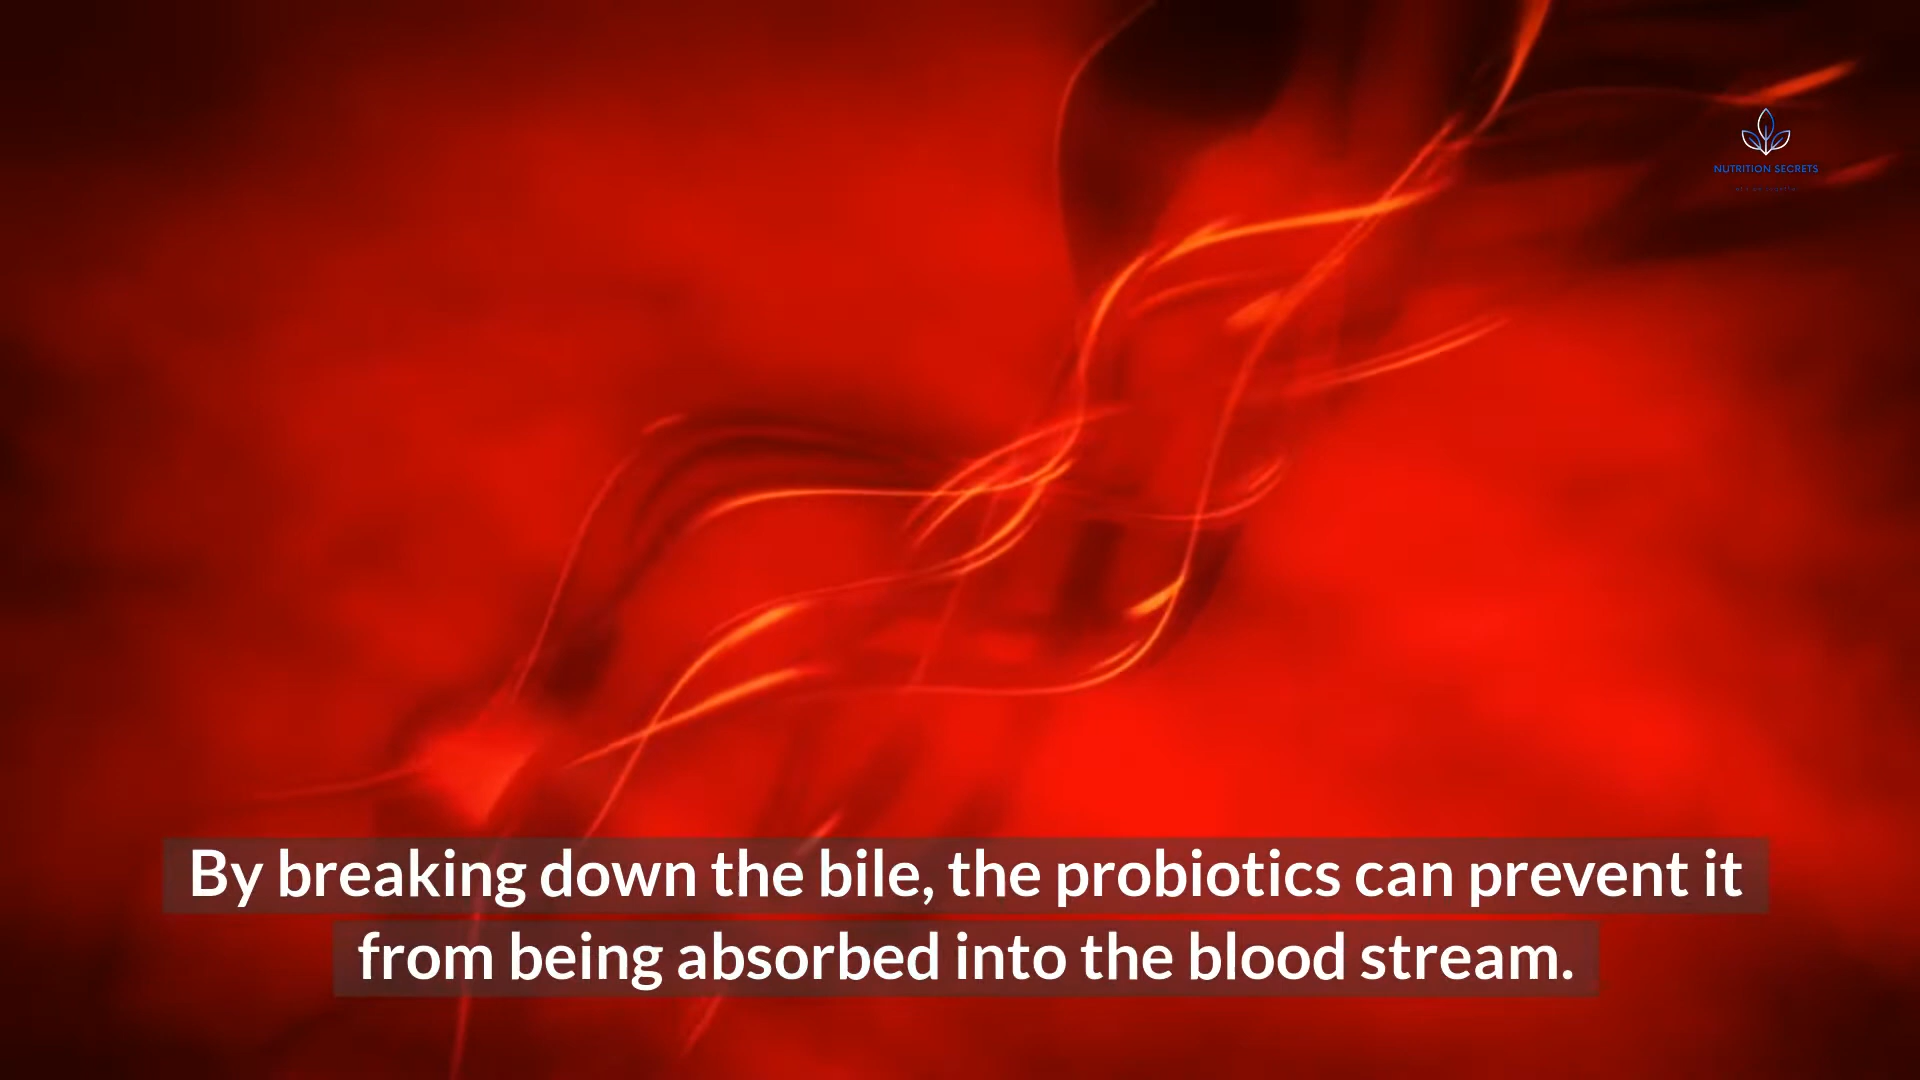 NUTRITION SECRETS
By breaking down the bile, the probiotics can prevent it
from being absorbed into the blood stream.